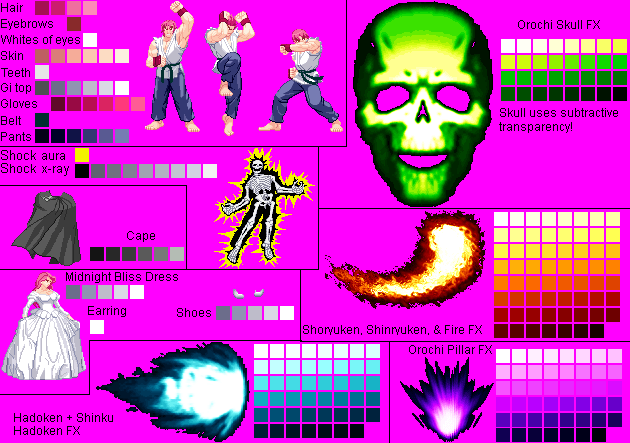 Hair
Eyebrows
Whites of eyes
Skin
Teeth
Gi top
Gloves
Belt
Pants
Orochi Skull FX
Skull uses subtractive
transparency!
Shock aura
Shock x-ray
Cape
Midnight Bliss Dress
Earring
Shoes
Shoryuken, Shinryuken, & Fire FX
Orochi Pillar FX
Hadoken + Shinku
Hadoken FX